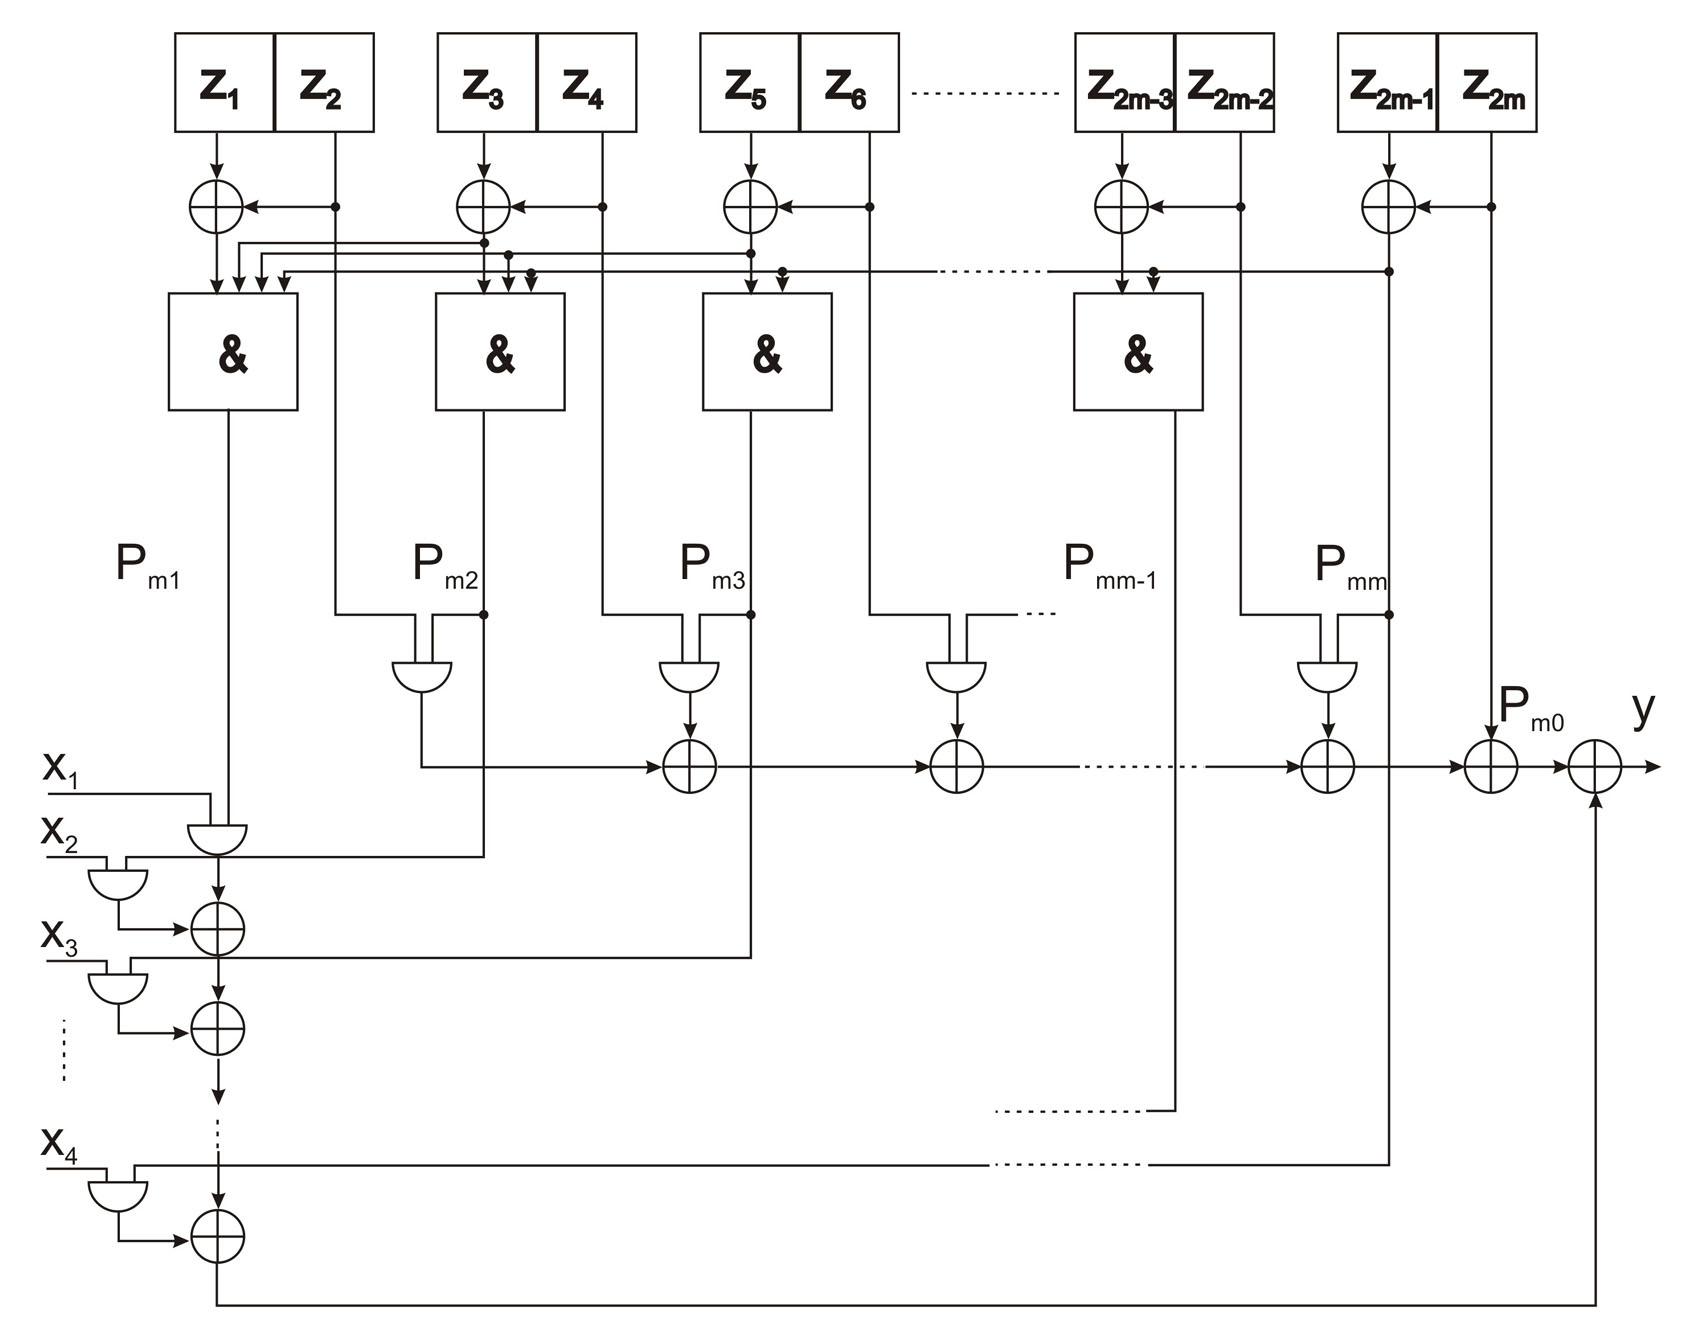 z1 z2 z3 z4 z5 z6 z2m-3 z2m-2 z2m-1 z2m
& & & &
Pm1 Pm2 Pm3 Pmm-1 Pmm
Pm0 y
x1
x2
x3
x4